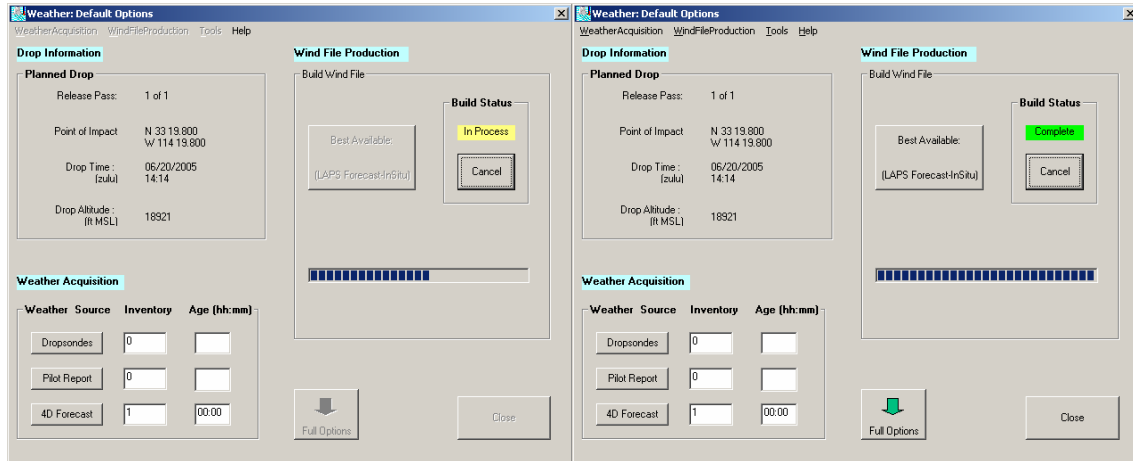 Weather: Default Options
WeatherAcquisition WindFileProduction Tools Help
Drop Information
Planned Drop
Release Pass: 1 of 1
Point of Impact N 33 19.800
W 114 19.800
Drop Time : 06/20/2005
(zulu) 14:14
Drop Altitude :
(ft MSL) 18921
Wind File Production
Build Wind File
Build Status
In Process
Best Available:
(LAPS Forecast-InSitu)
Cancel
Weather Acquisition
Weather Source Inventory Age (hh:mm)
Dropsondes 0
Pilot Report 0
4D Forecast 1 00:00
Full Options
Close
Weather: Default Options
WeatherAcquisition WindFileProduction Tools Help
Drop Information
Planned Drop
Release Pass: 1 of 1
Point of Impact N 33 19.800
W 114 19.800
Drop Time : 06/20/2005
(zulu) 14:14
Drop Altitude :
(ft MSL) 18921
Wind File Production
Build Wind File
Build Status
Complete
Best Available:
(LAPS Forecast-InSitu)
Cancel
Weather Acquisition
Weather Source Inventory Age (hh:mm)
Dropsondes 0
Pilot Report 0
4D Forecast 1 00:00
Full Options
Close